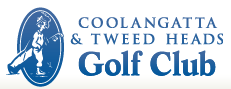 COOLANGATTA
& TWEED HEADS
Golf Club